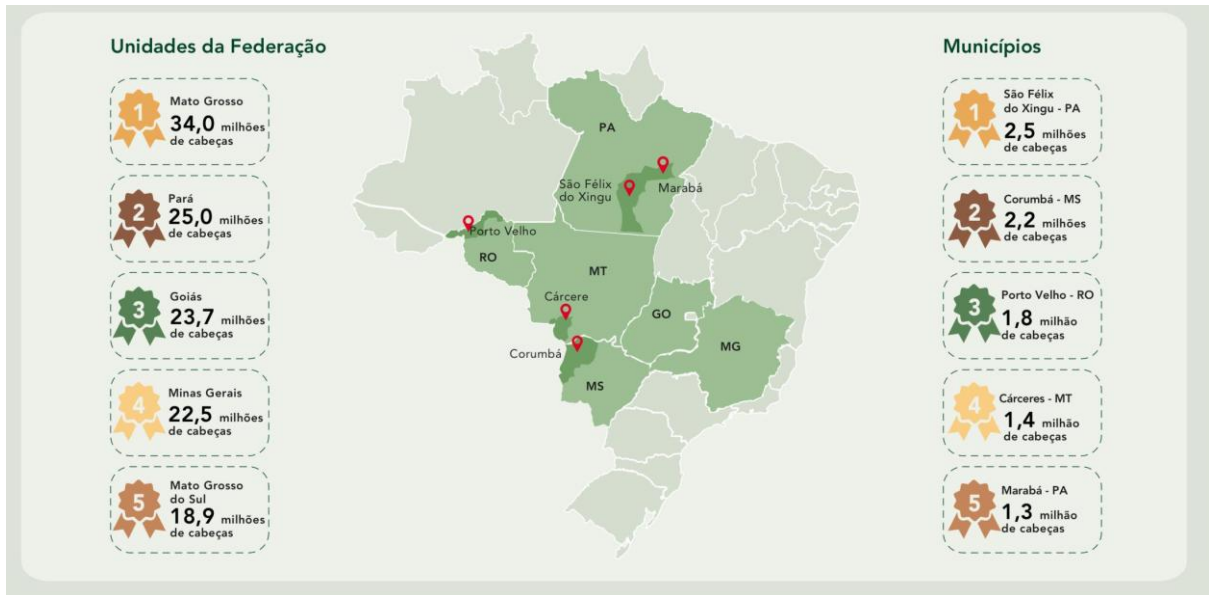 Unidades da Federação
1
Mato Grosso
34,0 milhões
de cabeças
2
Pará
25,0 milhões
de cabeças
3
Goiás
23,7 milhões
de cabeças
4
Minas Gerais
22,5 milhões
de cabeças
5
Mato Grosso
do Sul
18,9 milhões
de cabeças
PA
São Félix
do Xingu
Marabá
Porto Velho
RO
MT
Cárcere
GO
Corumbá
MG
MS
Municípios
1
São Félix
do Xingu - PA
2,5 milhões
de cabeças
2
Corumbá - MS
2,2 milhões
de cabeças
3
Porto Velho - RO
1,8 milhão
de cabeças
4
Cárceres - MT
1,4 milhão
de cabeças
5
Marabá - PA
1,3 milhão
de cabeças